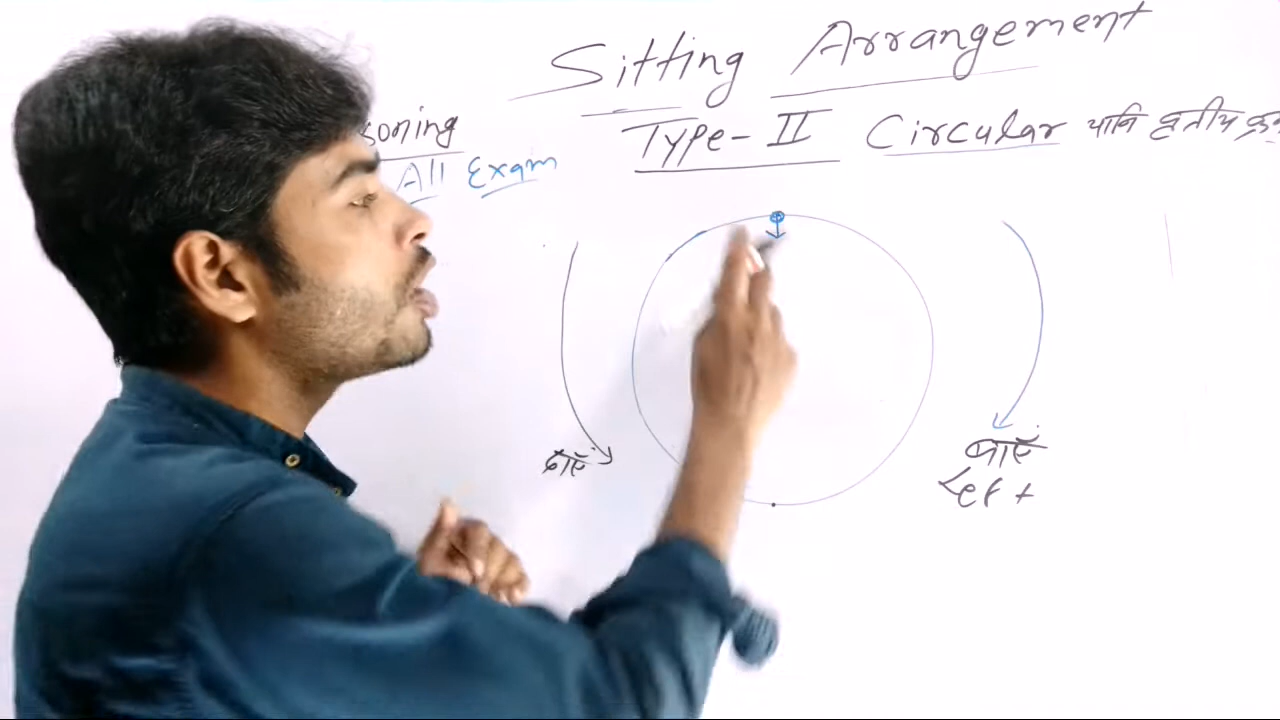 Sitting Arrangement
soning
Type- II Circular यानि
All Exam
दाएँ
बाएँ
Left